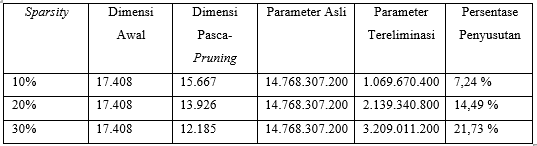 Sparsity Dimensi Awal Dimensi Pasca-Pruning Parameter Asli Parameter Tereliminasi Persentase Penyusutan
10% 17.408 15.667 14.768.307.200 1.069.670.400 7,24 %
20% 17.408 13.926 14.768.307.200 2.139.340.800 14,49 %
30% 17.408 12.185 14.768.307.200 3.209.011.200 21,73 %